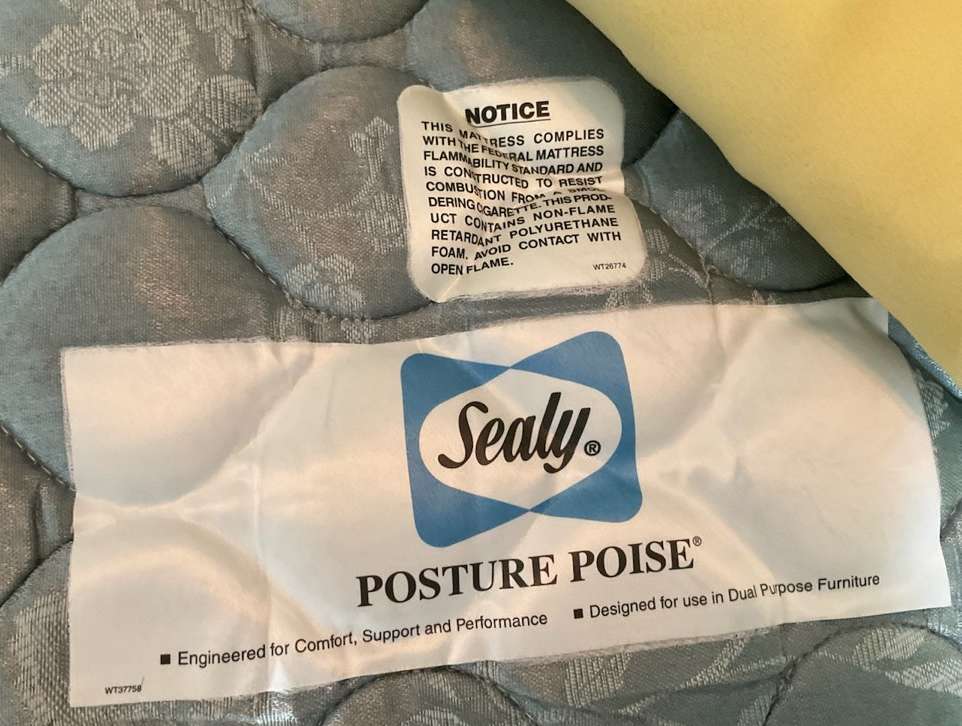 NOTICE
THIS MATTRESS COMPLIES
WITH THE FEDERAL MATTRESS
FLAMMABILITY STANDARD AND
IS CONSTRUCTED TO RESIST
COMBUSTION FROM A SMOL-
DERING CIGARETTE. THIS PROD-
UCT CONTAINS NON-FLAME
RETARDANT POLYURETHANE
FOAM, AVOID CONTACT WITH
OPEN FLAME.
WT26774
Sealy®
POSTURE POISE®
■ Engineered for Comfort, Support and Performance ■ Designed for use in Dual Purpose Furniture
WT37758